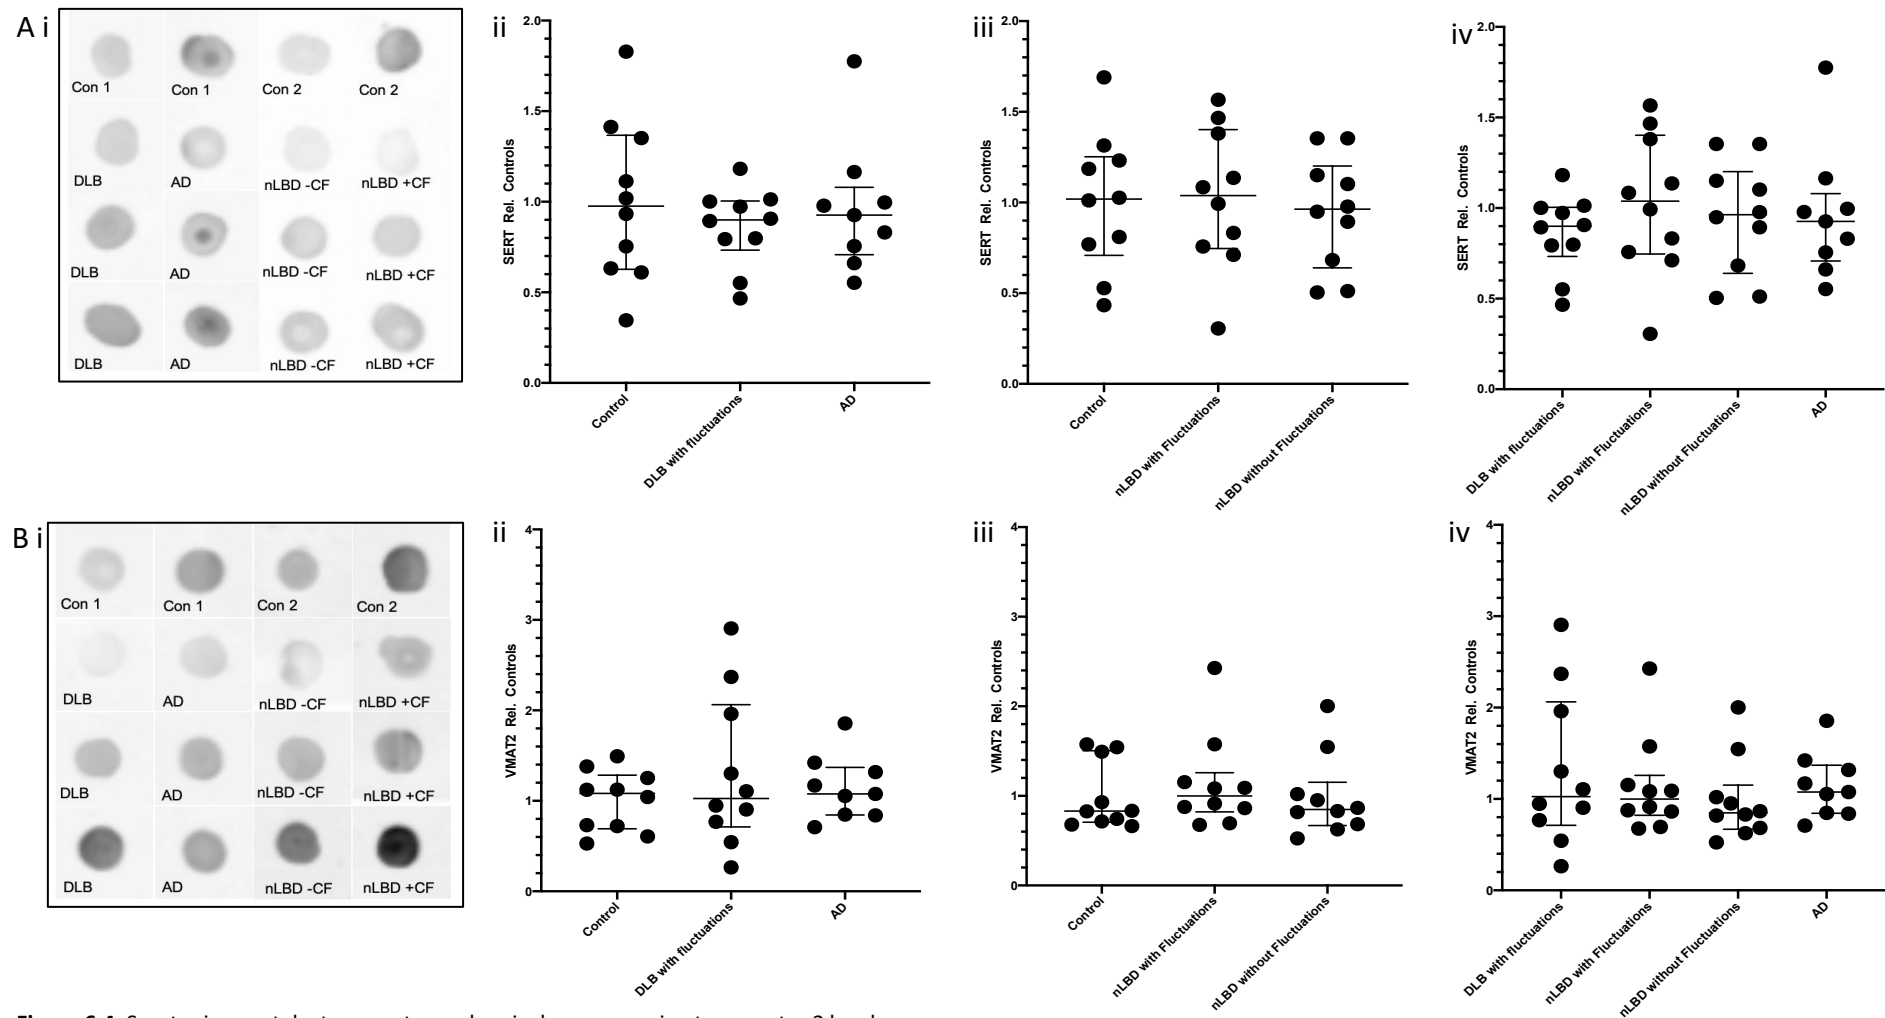 A i
Con 1 Con 1 Con 2 Con 2
DLB AD nLBD -CF nLBD +CF
DLB AD nLBD -CF nLBD +CF
DLB AD nLBD -CF nLBD +CF
ii
2.0
1.5
1.0
0.5
0.0
SERT Rel. Controls
Control
DLB with fluctuations
AD
iii
2.0
1.5
1.0
0.5
0.0
SERT Rel. Controls
Control
nLBD with Fluctuations
nLBD without Fluctuations
iv
2.0
1.5
1.0
0.5
0.0
SERT Rel. Controls
DLB with fluctuations
nLBD with Fluctuations
nLBD without Fluctuations
AD
B i
Con 1 Con 1 Con 2 Con 2
DLB AD nLBD -CF nLBD +CF
DLB AD nLBD -CF nLBD +CF
DLB AD nLBD -CF nLBD +CF
ii
4
3
2
1
0
VMAT2 Rel. Controls
Control
DLB with fluctuations
AD
iii
4
3
2
1
0
VMAT2 Rel. Controls
Control
nLBD with Fluctuations
nLBD without Fluctuations
iv
4
3
2
1
0
VMAT2 Rel. Controls
DLB with fluctuations
nLBD with Fluctuations
nLBD without Fluctuations
AD